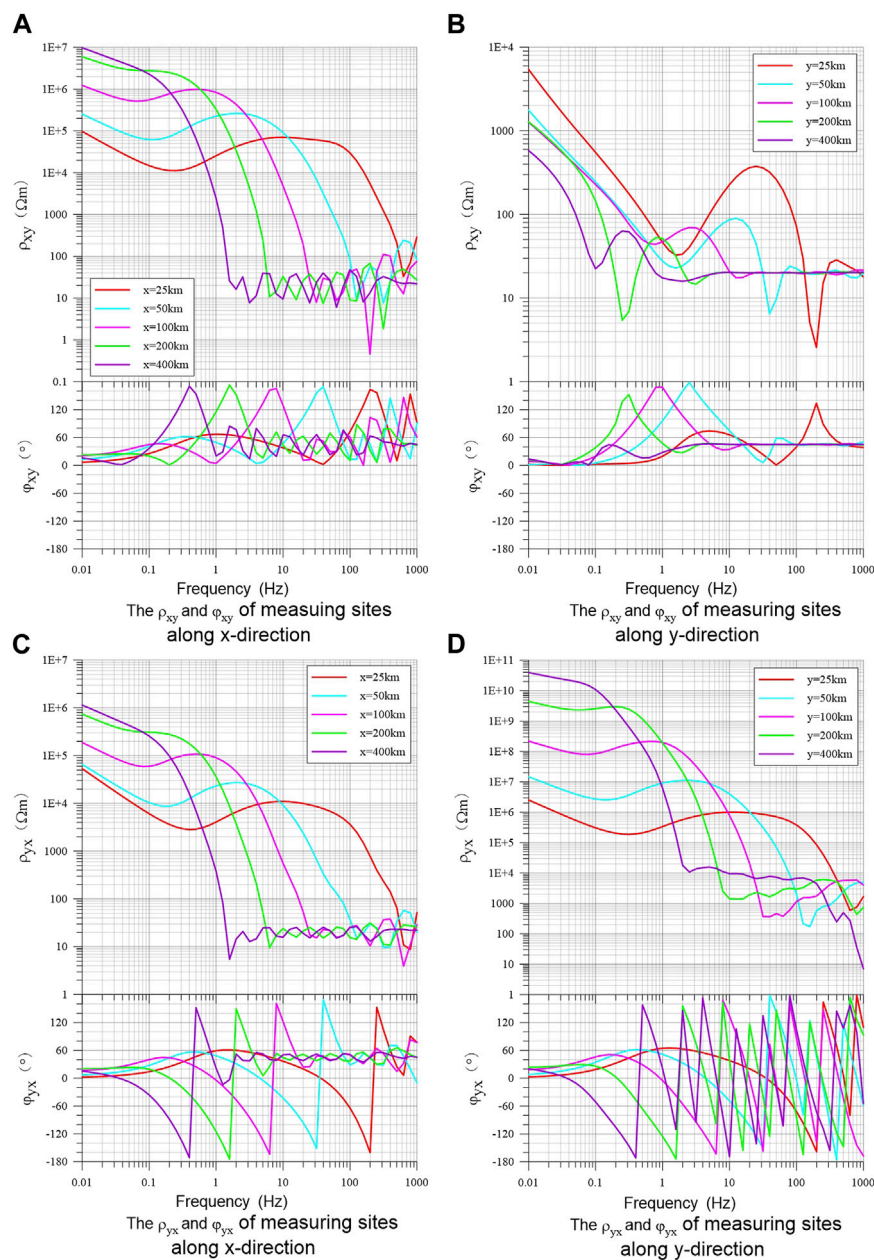 A
1E+7
1E+6
1E+5
1E+4
1000
100
10
1
0.1
ρxy (Ωm)
x=25km
x=50km
x=100km
x=200km
x=400km
120
60
0
-60
-120
-180
φxy (°)
0.01 0.1 1 10 100 1000
Frequency (Hz)
The ρxy and φxy of measuring sites
along x-direction
B
1E+4
1000
100
10
1
ρxy (Ωm)
y=25km
y=50km
y=100km
y=200km
y=400km
120
60
0
-60
-120
-180
φxy (°)
0.01 0.1 1 10 100 1000
Frequency (Hz)
The ρxy and φxy of measuring sites
along y-direction
C
1E+7
1E+6
1E+5
1E+4
1000
100
10
1
ρyx (Ωm)
x=25km
x=50km
x=100km
x=200km
x=400km
120
60
0
-60
-120
-180
φyx (°)
0.01 0.1 1 10 100 1000
Frequency (Hz)
The ρyx and φyx of measuring sites
along x-direction
D
1E+11
1E+10
1E+9
1E+8
1E+7
1E+6
1E+5
1E+4
1000
100
10
1
ρyx (Ωm)
y=25km
y=50km
y=100km
y=200km
y=400km
120
60
0
-60
-120
-180
φyx (°)
0.01 0.1 1 10 100 1000
Frequency (Hz)
The ρyx and φyx of measuring sites
along y-direction